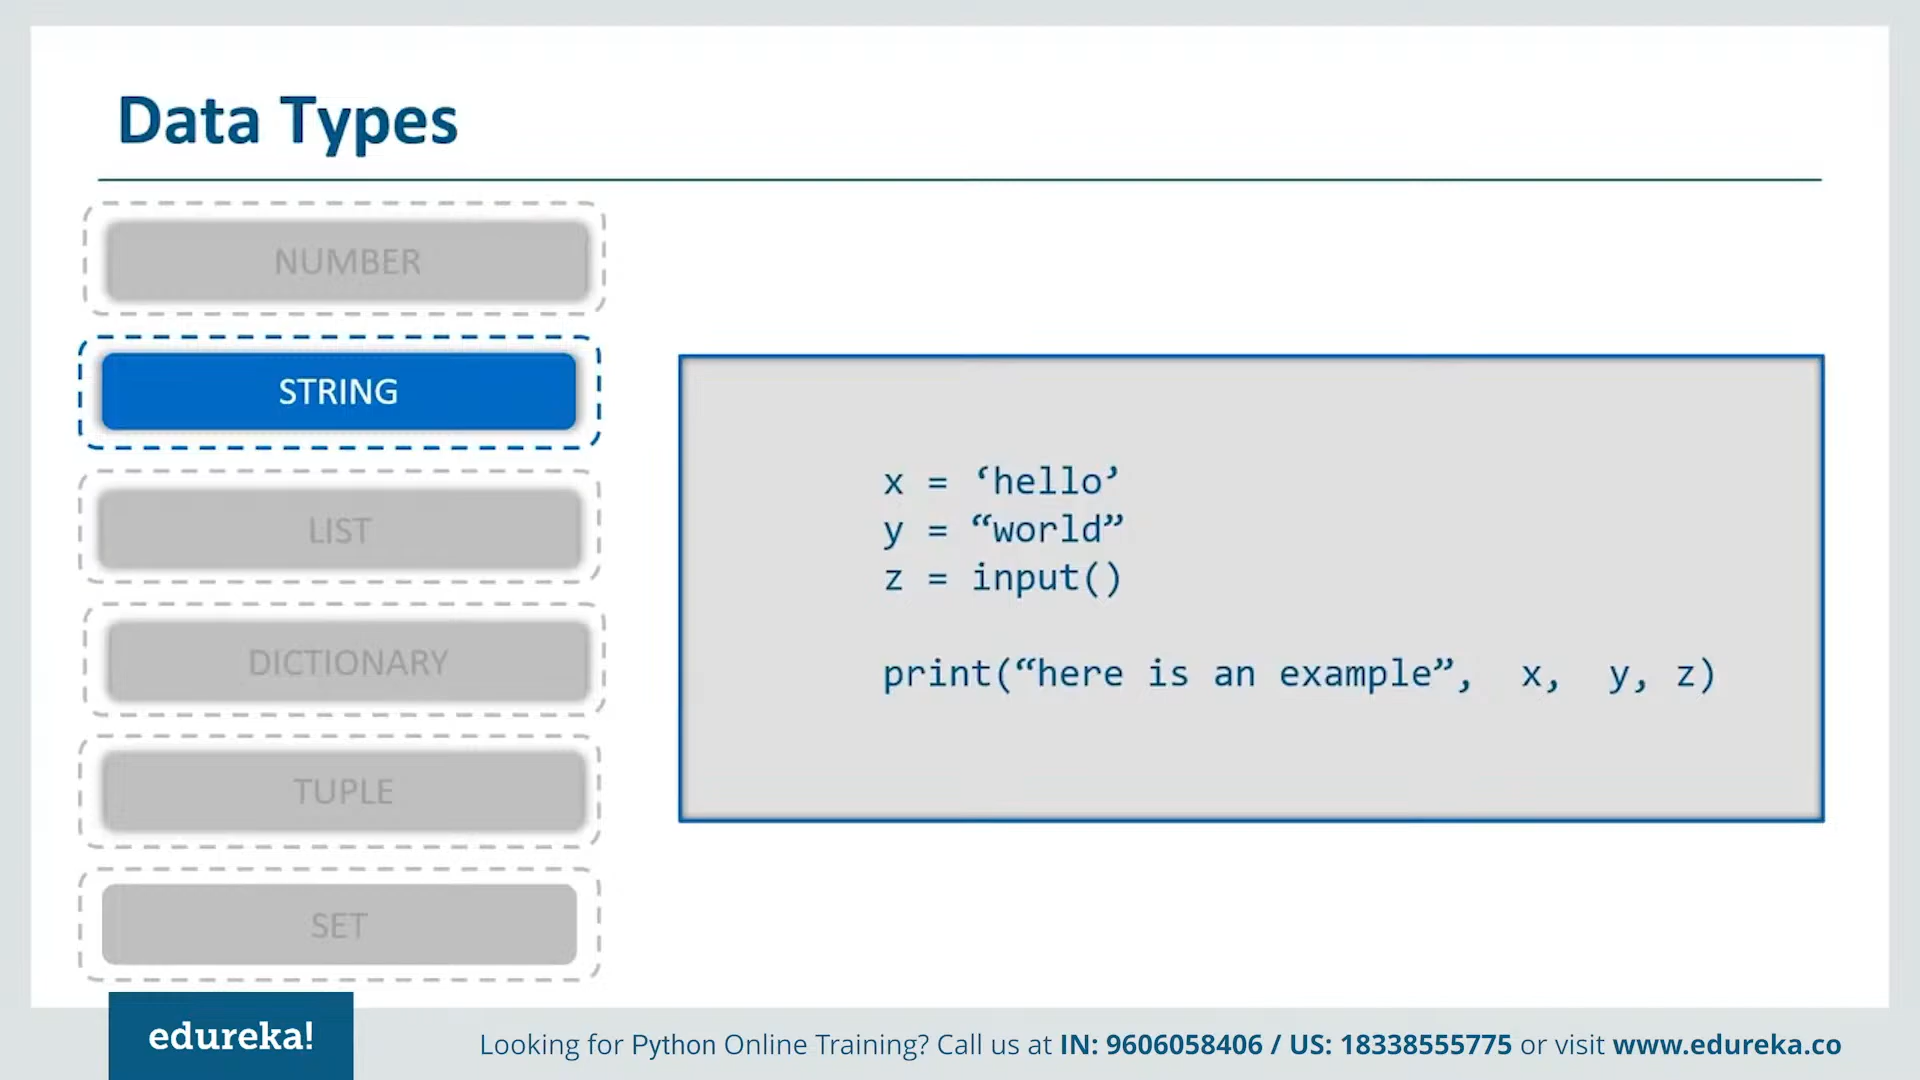 Data Types
NUMBER
STRING
LIST
DICTIONARY
TUPLE
SET
x = ‘hello’
y = “world”
z = input()
print(“here is an example”, x, y, z)
edureka!
Looking for Python Online Training? Call us at IN: 9606058406 / US: 18338555775 or visit www.edureka.co